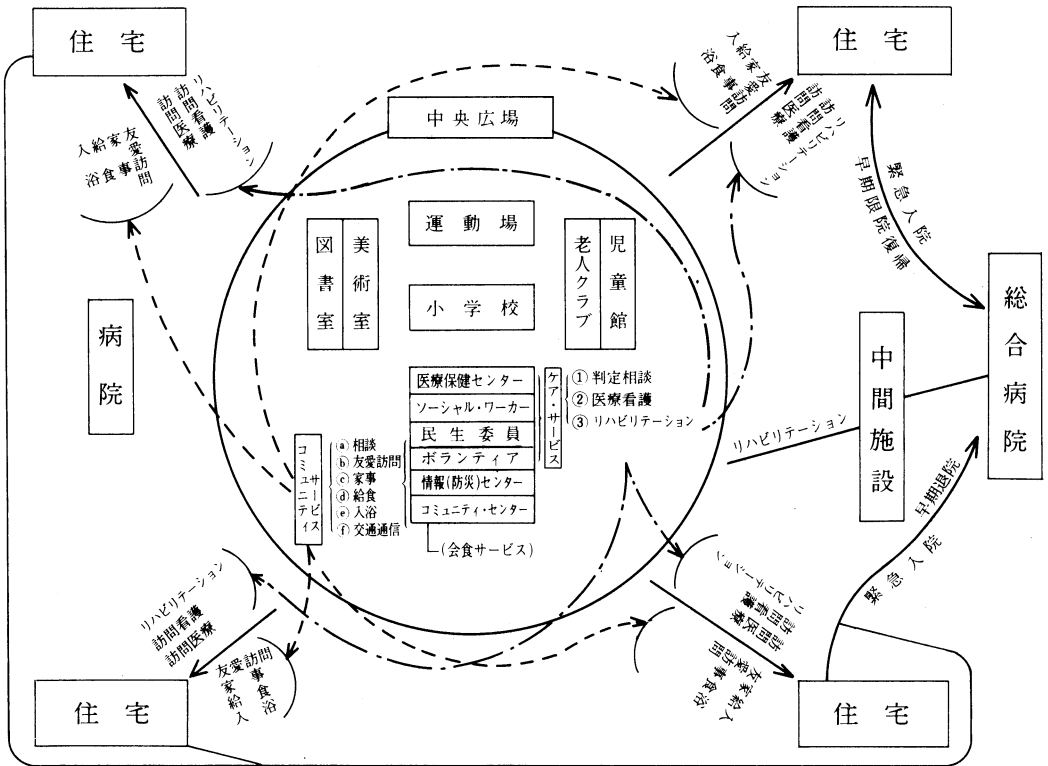 住宅
リハビリテーション
訪問看護
訪問医療
友愛訪問
家事
給食
入浴
中央広場
住宅
友愛訪問
家事
給食
入浴
リハビリテーション
訪問看護
訪問医療
緊急入院
早期限院復帰
運動場
図書室
美術室
老人クラブ
児童館
小学校
病院
総合病院
中間施設
リハビリテーション
医療保健センター
ソーシャル・ワーカー
民生委員
ボランティア
情報(防災)センター
コミュニティ・センター
(会食サービス)
ケア・サービス
① 判定相談
② 医療看護
③ リハビリテーション
コミュニティ
サービス
ⓐ 相談
ⓑ 友愛訪問
ⓒ 家事
ⓓ 給食
ⓔ 入浴
ⓕ 交通通信
早期退院
緊急入院
リハビリテーション
訪問看護
訪問医療
友愛訪問
家事
給食
入浴
住宅
リハビリテーション
訪問看護
訪問医療
友愛訪問
家事
給食
入浴
住宅